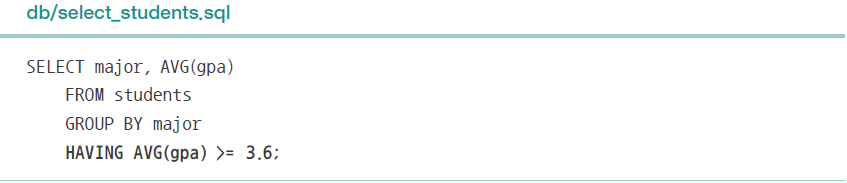 db/select_students.sql
SELECT major, AVG(gpa)
FROM students
GROUP BY major
HAVING AVG(gpa) >= 3.6;